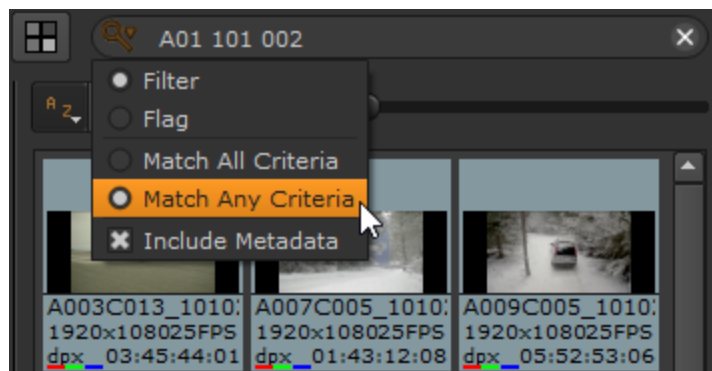 A01 101 002
Filter
A Z
Flag
Match All Criteria
Match Any Criteria
Include Metadata
A003C013_1010 A007C005_1010 A009C005_1010
1920x108025FPS 1920x108025FPS 1920x108025FPS
dpx 03:45:44:01 dpx 01:43:12:08 dpx 05:52:53:06